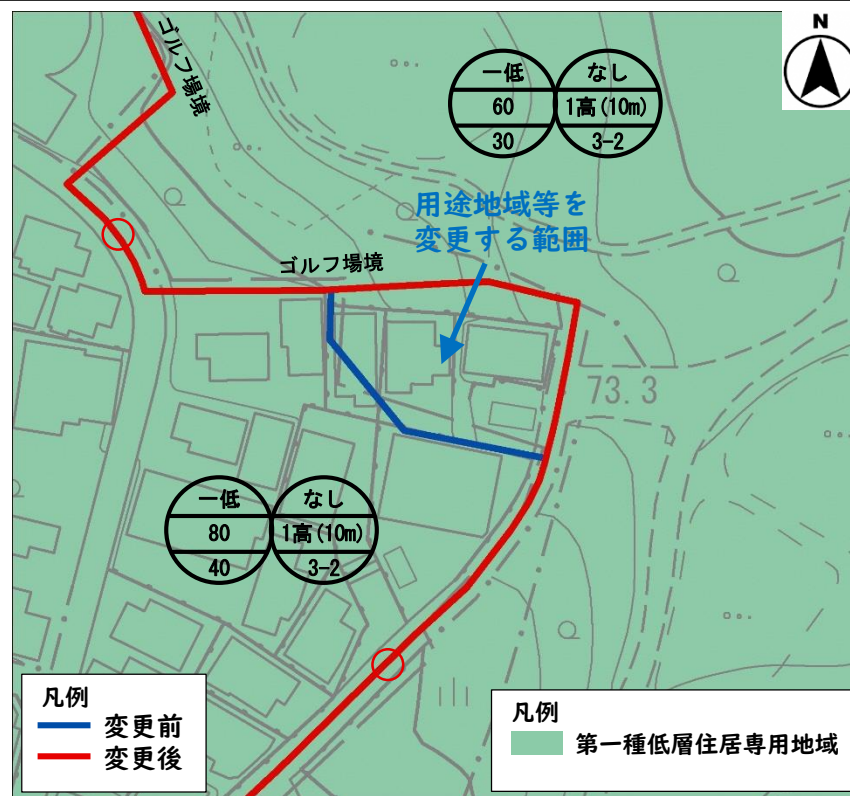 N
ゴルフ場境
一低
なし
60
1高(10m)
30
3-2
用途地域等を
変更する範囲
ゴルフ場境
73.3
一低
なし
80
1高(10m)
40
3-2
凡例
変更前
変更後
凡例
第一種低層住居専用地域